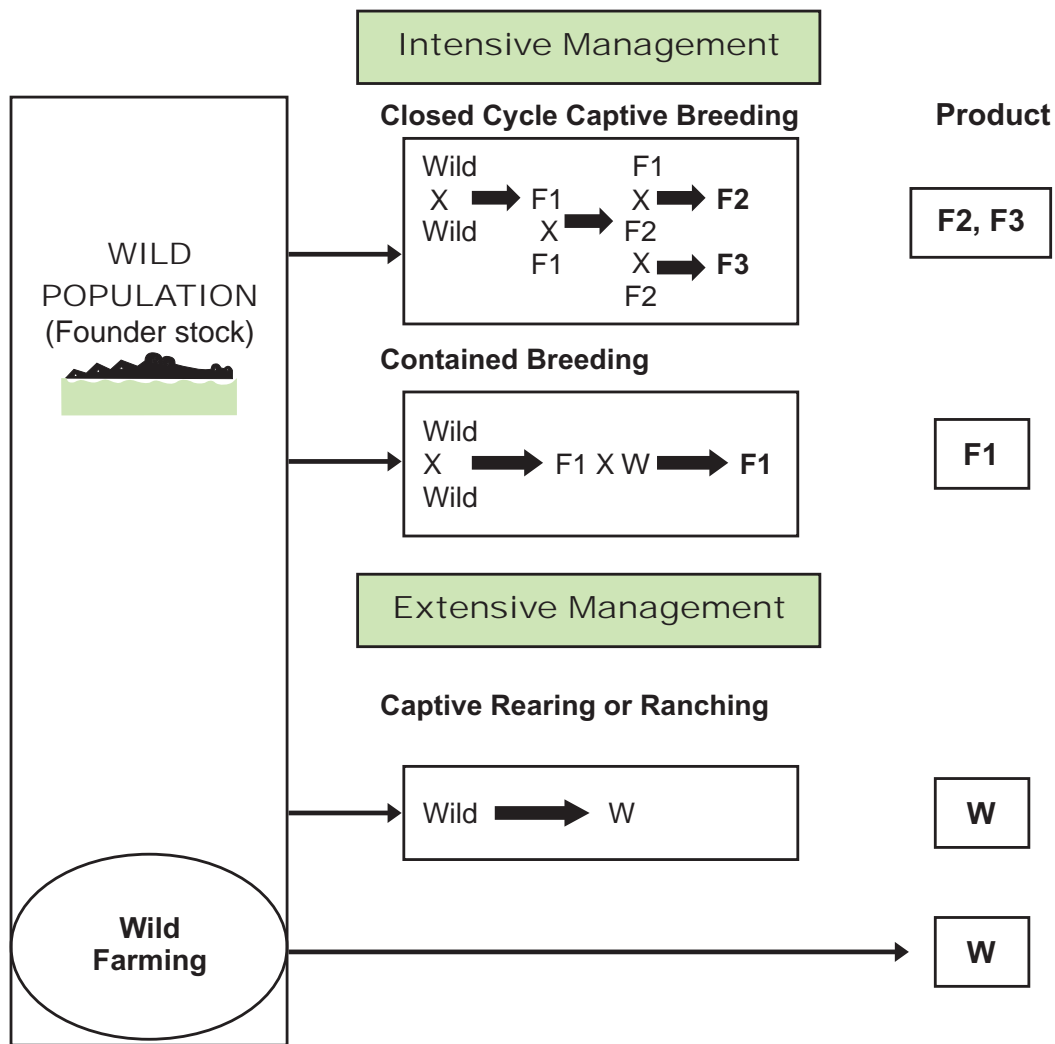 Intensive Management
Closed Cycle Captive Breeding
Product
WILD
POPULATION
(Founder stock)
Wild
X
Wild
F1
X
F1
F1
X
F2
X
F2
F2
F3
F2, F3
Contained Breeding
Wild
X
Wild
F1 X W
F1
F1
Extensive Management
Captive Rearing or Ranching
Wild
W
W
Wild
Farming
W